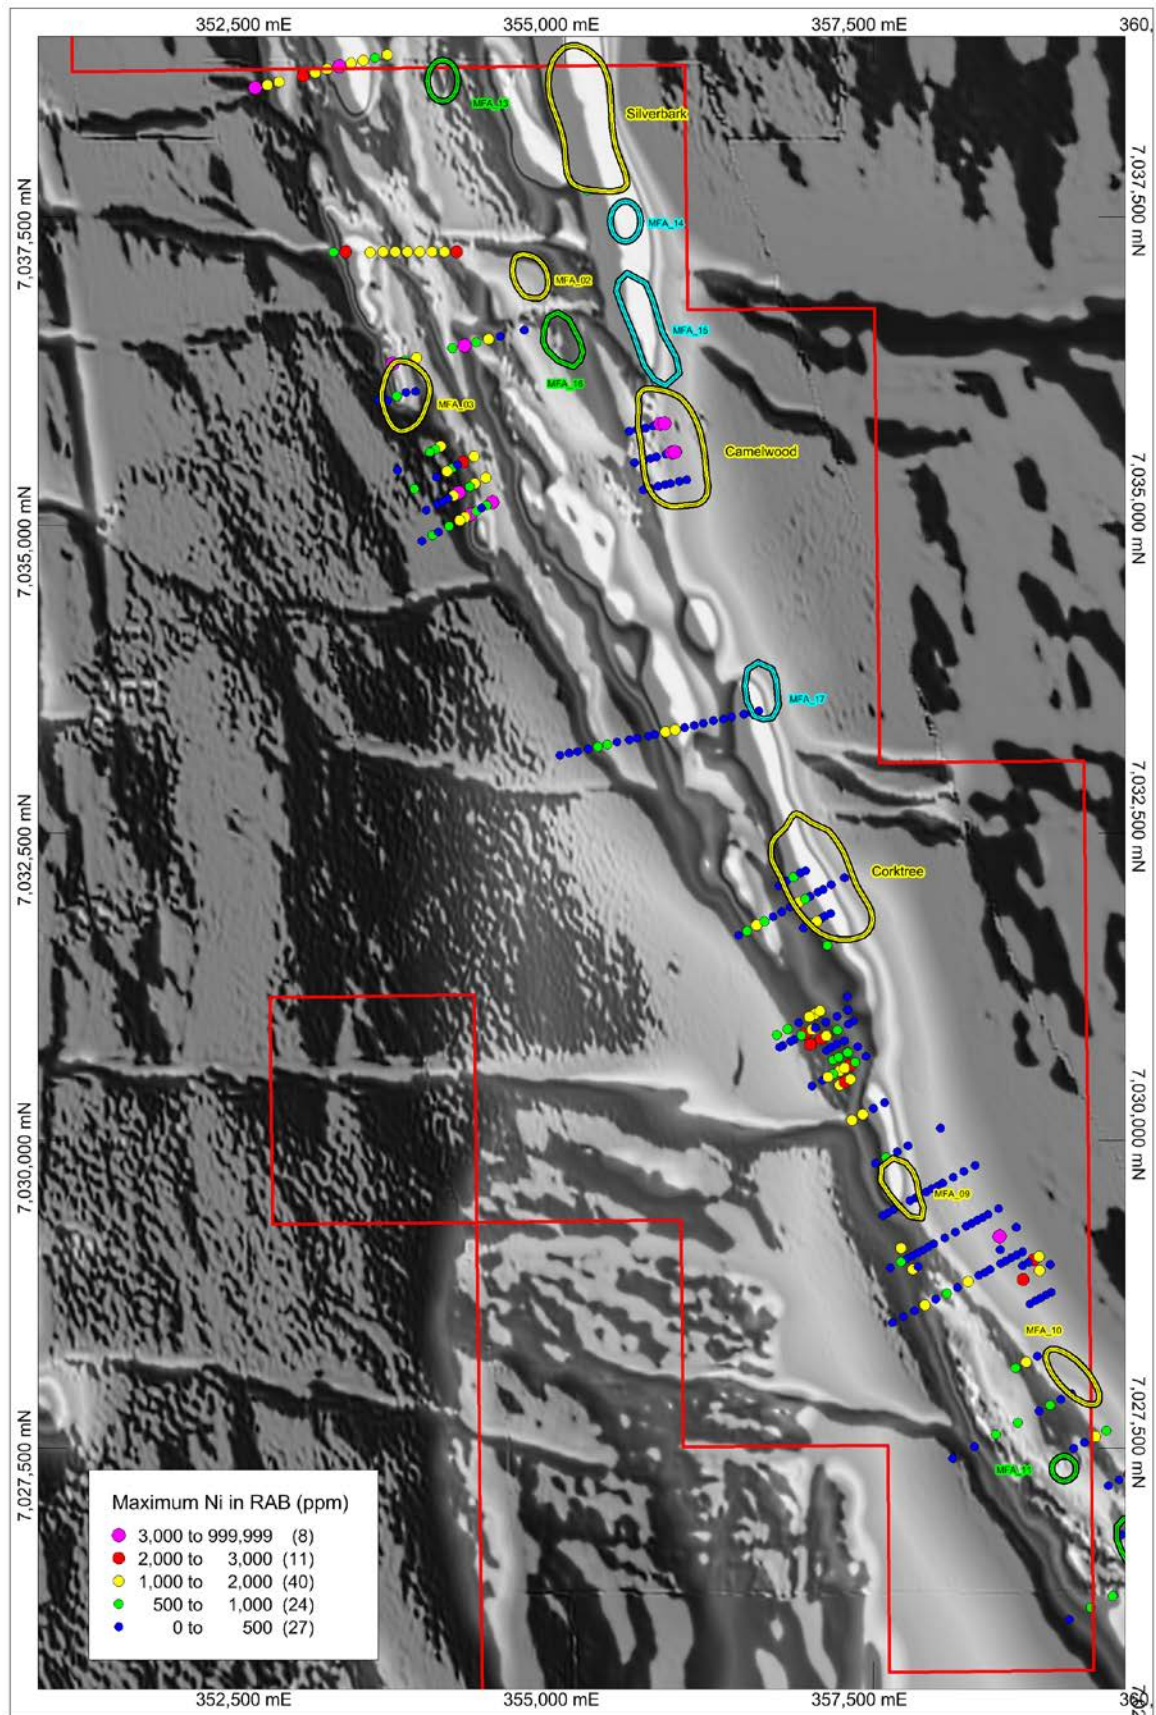 352,500 mE
355,000 mE
357,500 mE
360,
MFA_13
Silverbark
7,037,500 mN
7,037,500 mN
MFA_14
MFA_02
MFA_15
MFA_16
MFA_03
Camelwood
7,035,000 mN
7,035,000 mN
MFA_17
7,032,500 mN
7,032,500 mN
Corktree
7,030,000 mN
7,030,000 mN
MFA_09
MFA_10
7,027,500 mN
7,027,500 mN
MFA_11
Maximum Ni in RAB (ppm)
3,000 to 999,999 (8)
2,000 to 3,000 (11)
1,000 to 2,000 (40)
500 to 1,000 (24)
0 to 500 (27)
352,500 mE
355,000 mE
357,500 mE